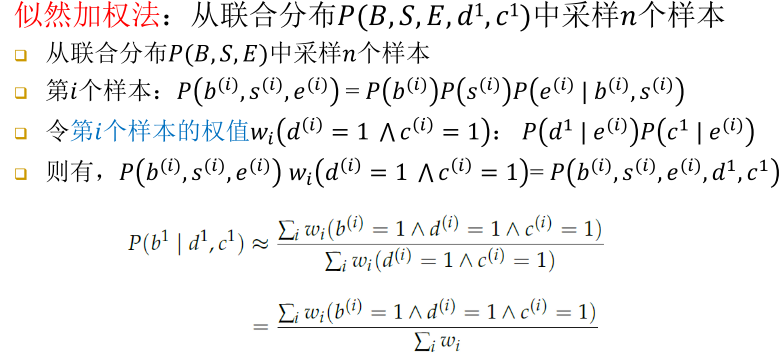 似然加权法：从联合分布P(B, S, E, d¹, c¹)中采样n个样本
从联合分布P(B, S, E)中采样n个样本
第i个样本：P(b⁽ⁱ⁾, s⁽ⁱ⁾, e⁽ⁱ⁾) = P(b⁽ⁱ⁾)P(s⁽ⁱ⁾)P(e⁽ⁱ⁾ | b⁽ⁱ⁾, s⁽ⁱ⁾)
令第i个样本的权值wᵢ(d⁽ⁱ⁾ = 1 ∧ c⁽ⁱ⁾ = 1)： P(d¹ | e⁽ⁱ⁾)P(c¹ | e⁽ⁱ⁾)
则有，P(b⁽ⁱ⁾, s⁽ⁱ⁾, e⁽ⁱ⁾) wᵢ(d⁽ⁱ⁾ = 1 ∧ c⁽ⁱ⁾ = 1)= P(b⁽ⁱ⁾, s⁽ⁱ⁾, e⁽ⁱ⁾, d¹, c¹)
P(b¹ | d¹, c¹) ≈ ∑ᵢ wᵢ(b⁽ⁱ⁾ = 1 ∧ d⁽ⁱ⁾ = 1 ∧ c⁽ⁱ⁾ = 1) / ∑ᵢ wᵢ(d⁽ⁱ⁾ = 1 ∧ c⁽ⁱ⁾ = 1)
= ∑ᵢ wᵢ(b⁽ⁱ⁾ = 1 ∧ d⁽ⁱ⁾ = 1 ∧ c⁽ⁱ⁾ = 1) / ∑ᵢ wᵢ